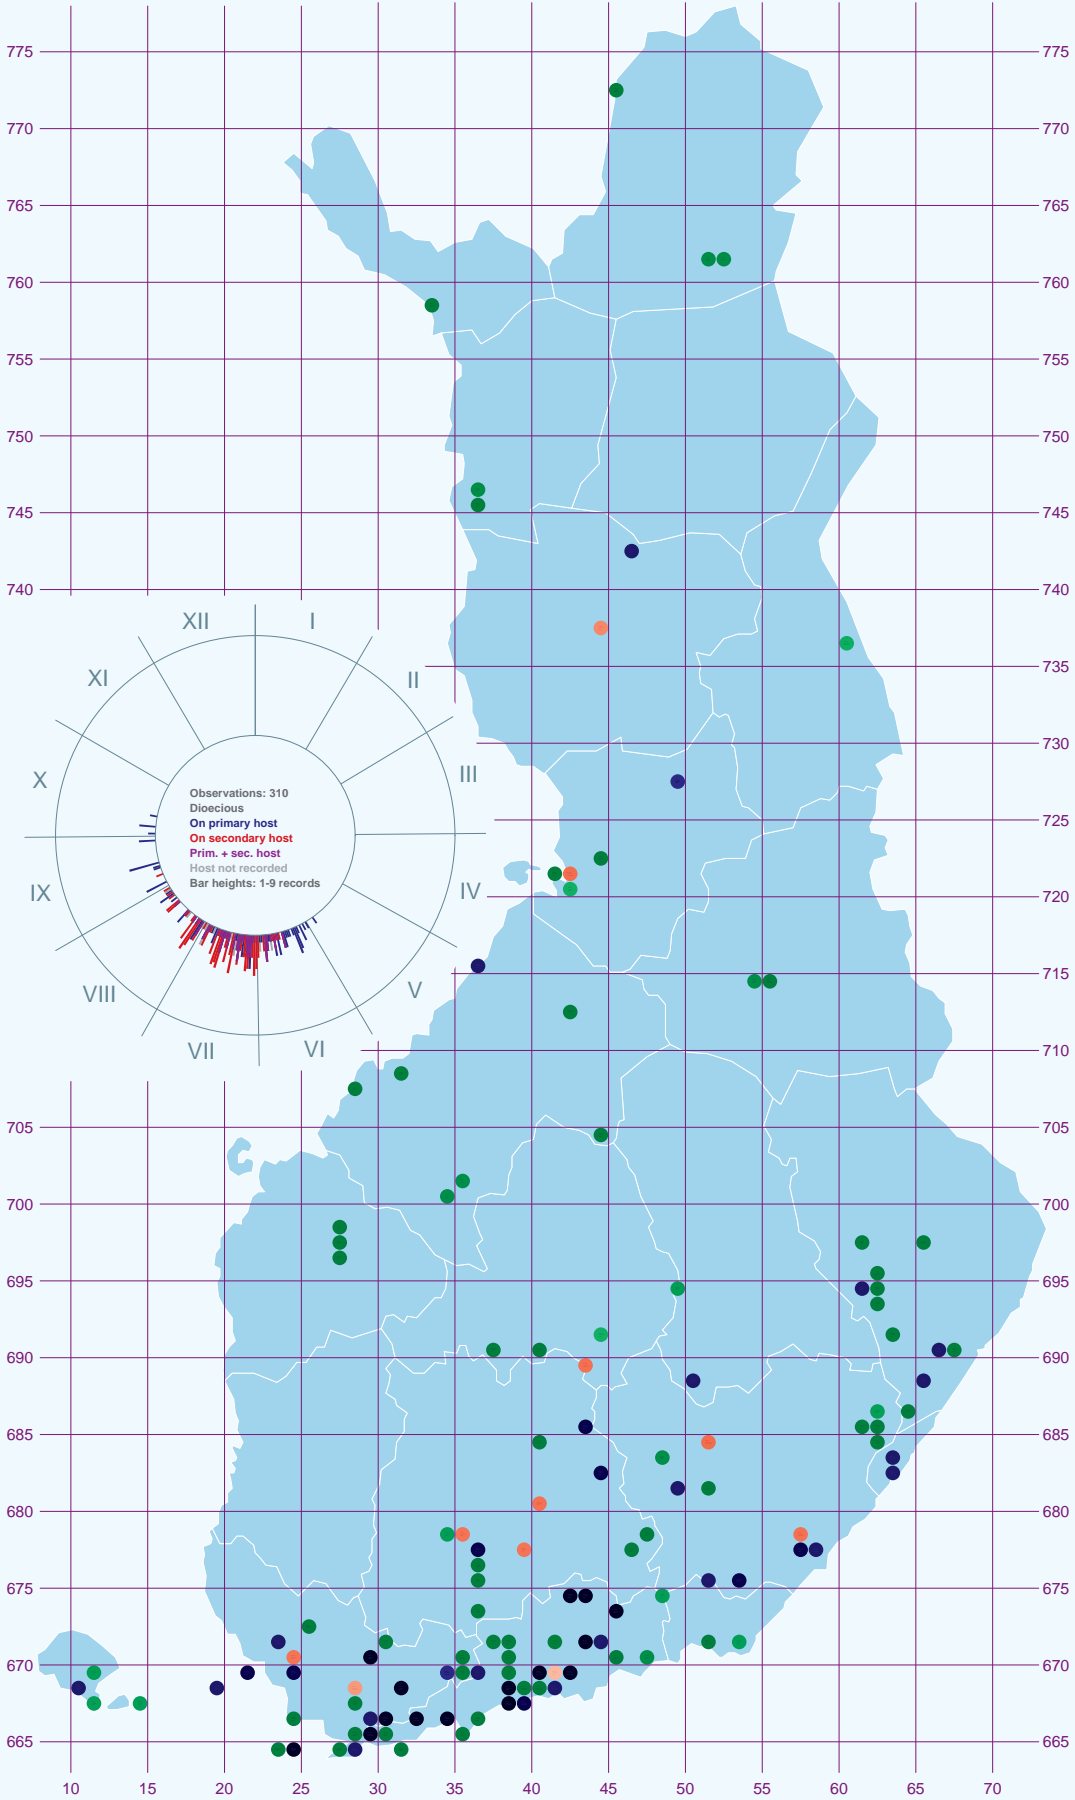 775 775
770 770
765 765
760 760
755 755
750 750
745 745
740 740
XII I
735
XI II
730
X III
Observations: 310
Dioecious
On primary host
725
On secondary host
Prim. + sec. host
Host not recorded
Bar heights: 1-9 records
IX IV
720
715
VIII V
VII VI
710
705 705
700 700
695 695
690 690
685 685
680 680
675 675
670 670
665 665
10 15 20 25 30 35 40 45 50 55 60 65 70